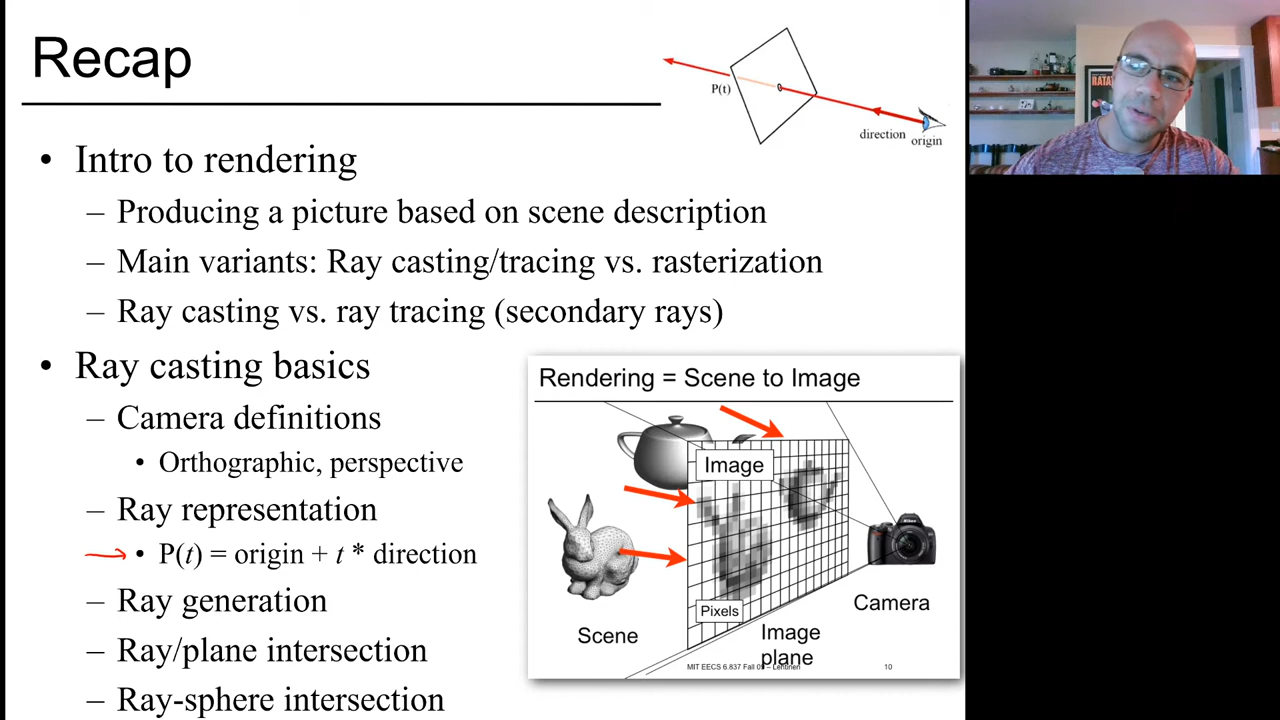 Recap
P(t)
direction
origin
• Intro to rendering
– Producing a picture based on scene description
– Main variants: Ray casting/tracing vs. rasterization
– Ray casting vs. ray tracing (secondary rays)
• Ray casting basics
– Camera definitions
• Orthographic, perspective
– Ray representation
• P(t) = origin + t * direction
– Ray generation
– Ray/plane intersection
– Ray-sphere intersection
Rendering = Scene to Image
Image
Pixels
Scene
Camera
Image
plane
MIT EECS 6.837 Fall 09 – Lehtinen
10
Nikon